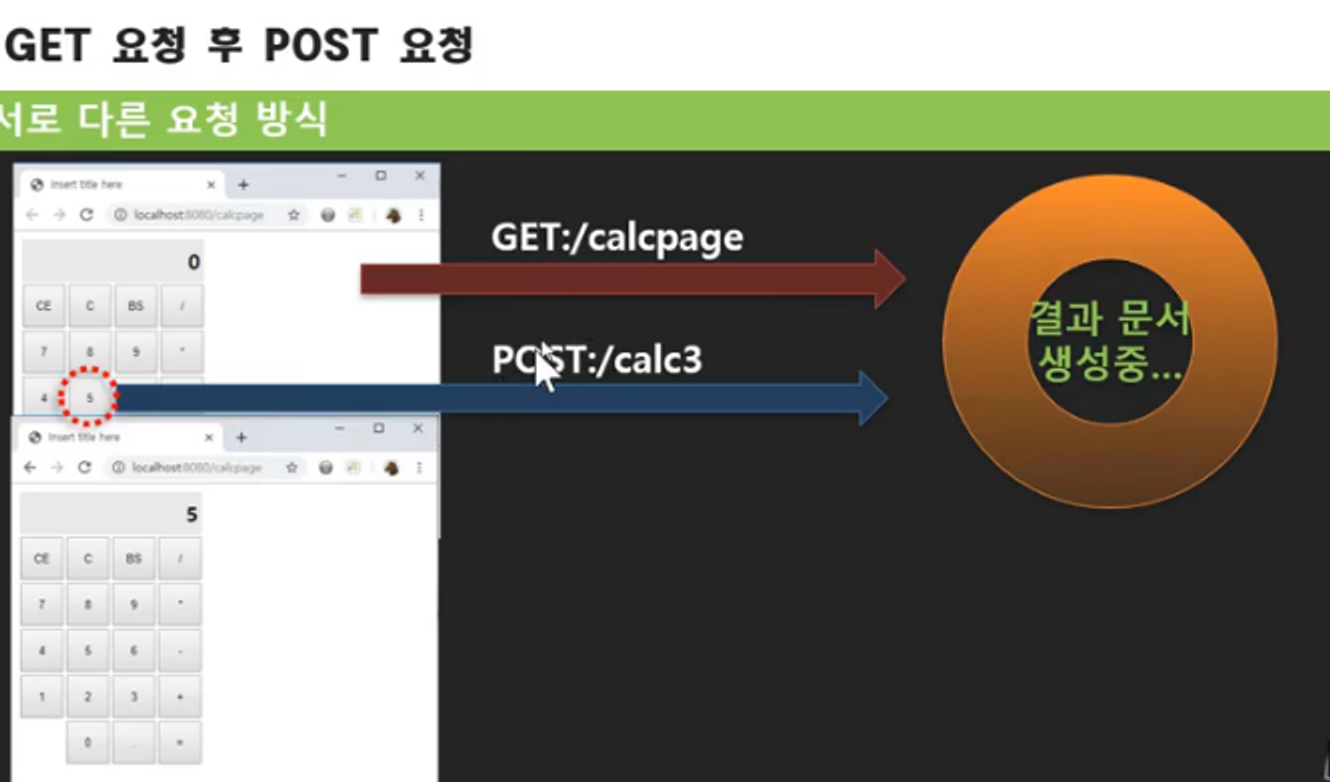 GET 요청 후 POST 요청
서로 다른 요청 방식
Insert title here
localhost:8080/calcpage
0
CE C BS /
7 8 9 *
4 5
GET:/calcpage
POST:/calc3
결과 문서
생성중...
Insert title here
localhost:8080/calcpage
5
CE C BS /
7 8 9 *
4 5 6 -
1 2 3 +
0 . =